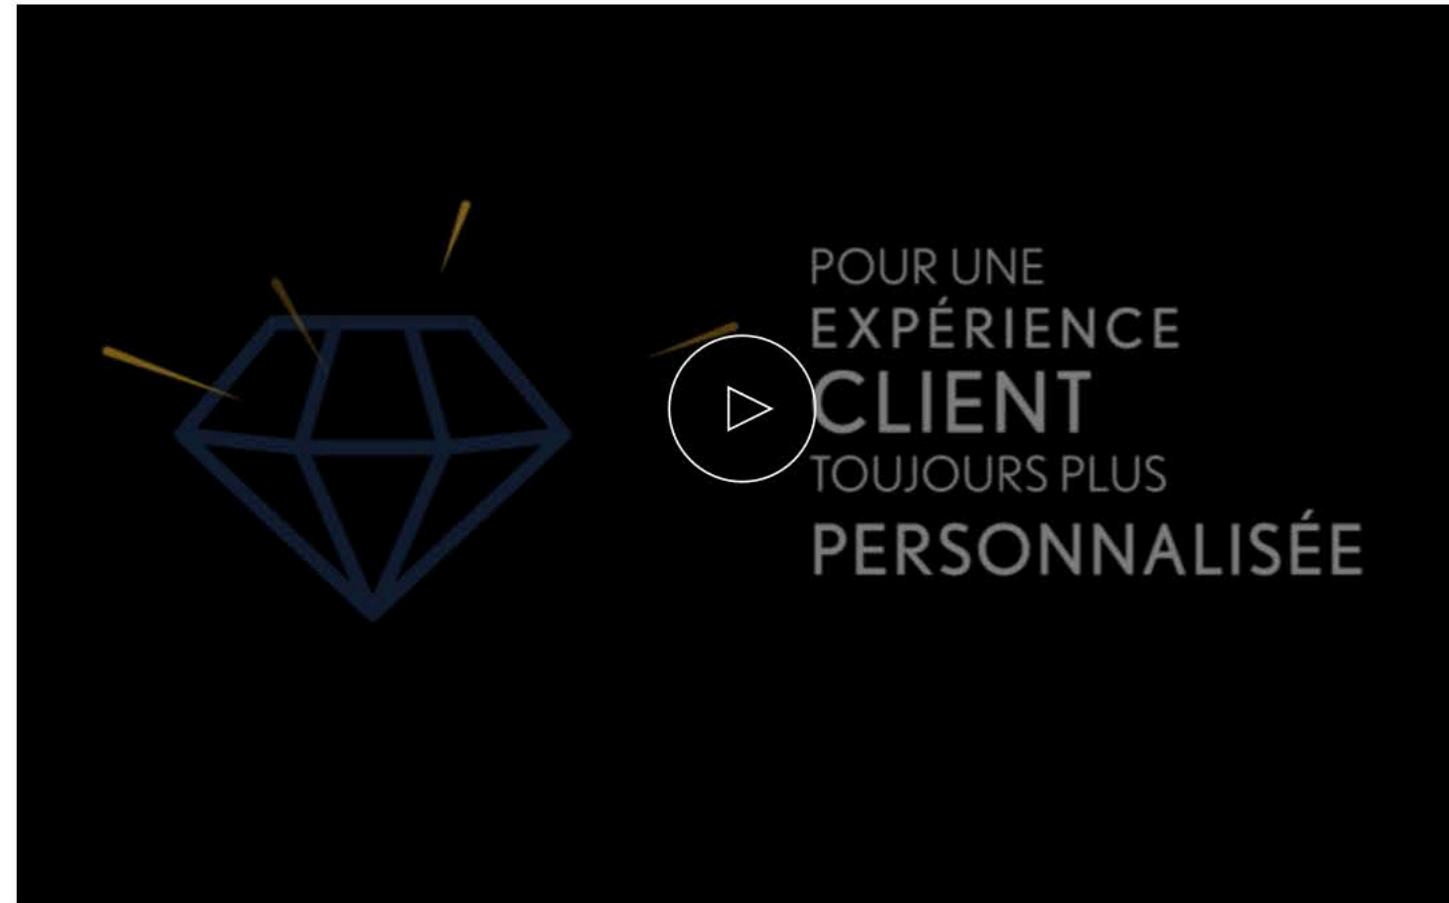 POUR UNE
EXPÉRIENCE
CLIENT
TOUJOURS PLUS
PERSONNALISÉE